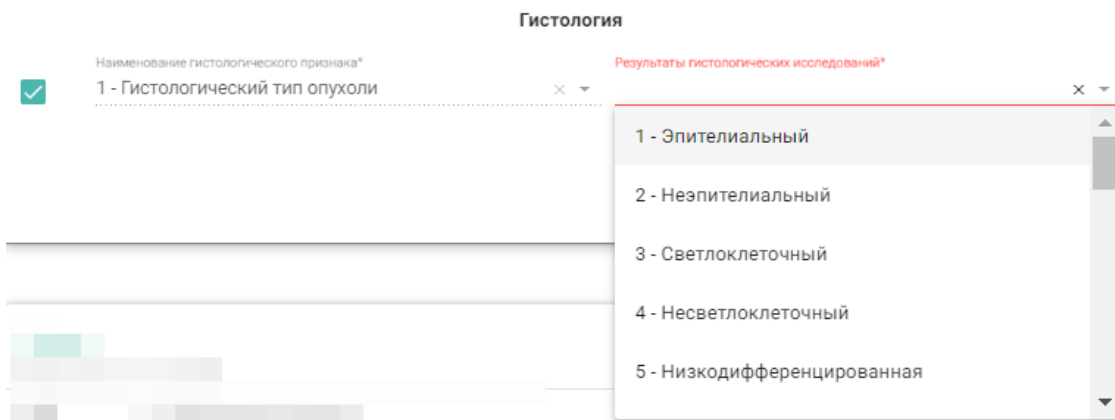 Гистология
Наименование гистологического признака*
1 - Гистологический тип опухоли
Результаты гистологических исследований*
1 - Эпителиальный
2 - Неэпителиальный
3 - Светлоклеточный
4 - Несветлоклеточный
5 - Низкодифференцированная